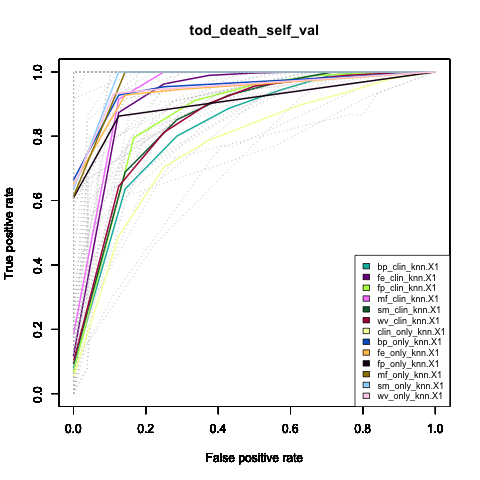 tod_death_self_val
True positive rate
1.0
0.8
0.6
0.4
0.2
0.0
bp_clin_knn.X1
fe_clin_knn.X1
fp_clin_knn.X1
mf_clin_knn.X1
sm_clin_knn.X1
wv_clin_knn.X1
clin_only_knn.X1
bp_only_knn.X1
fe_only_knn.X1
fp_only_knn.X1
mf_only_knn.X1
sm_only_knn.X1
wv_only_knn.X1
0.0 0.2 0.4 0.6 0.8 1.0
False positive rate